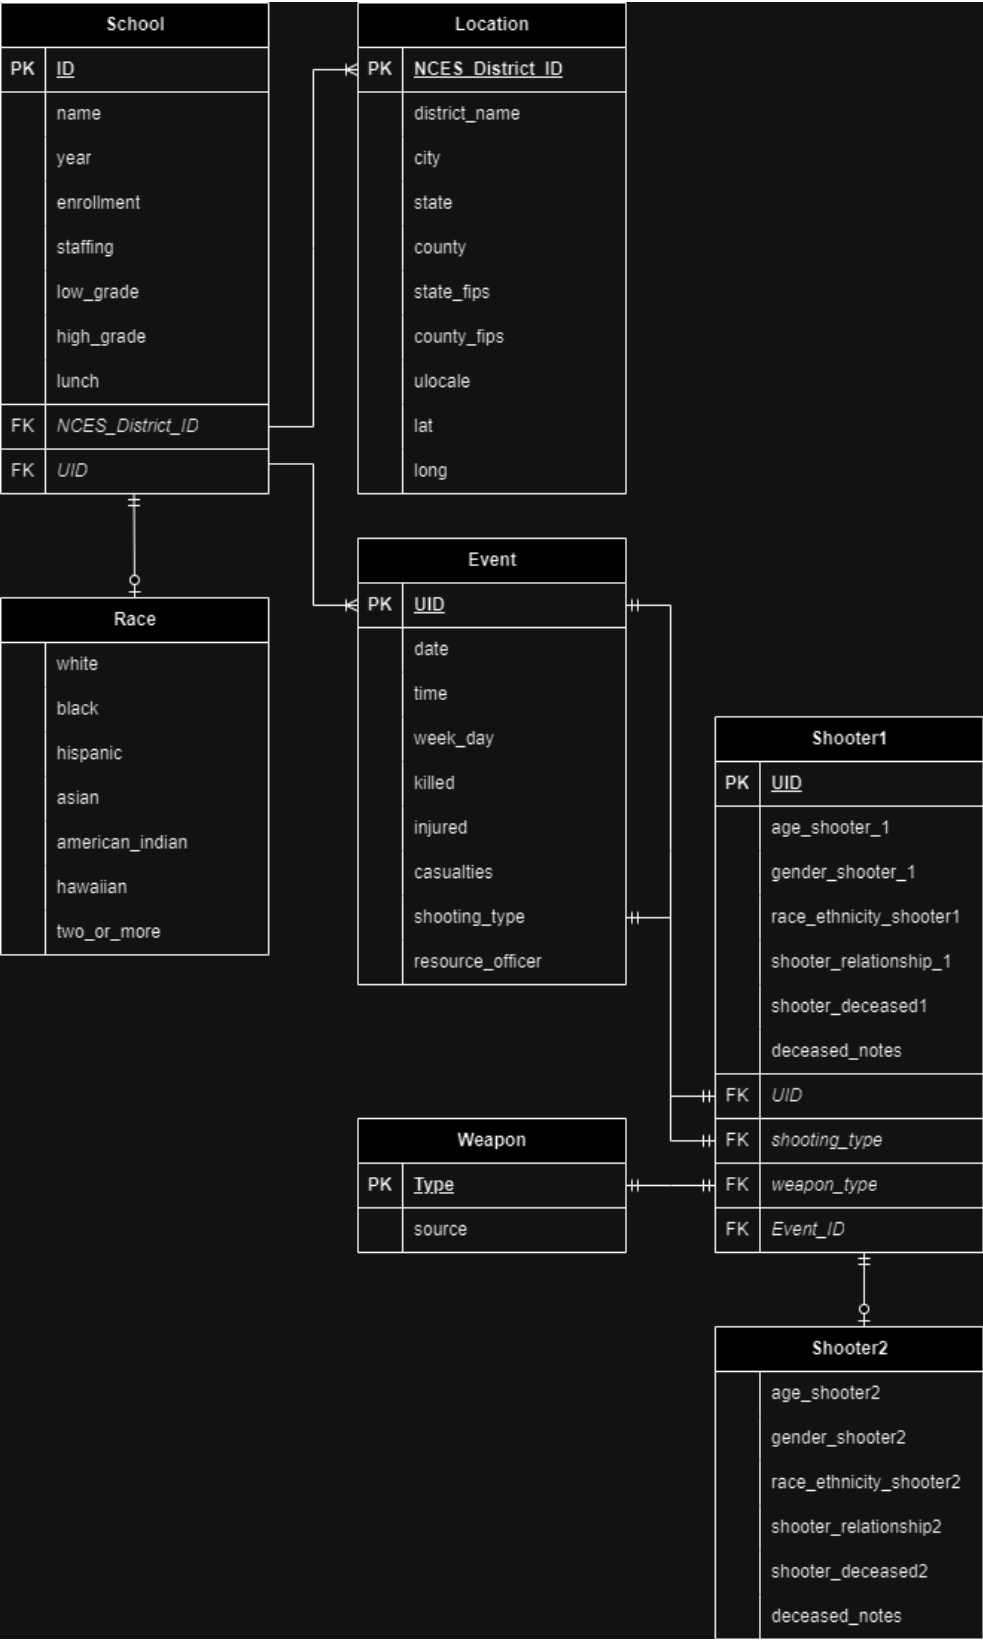 School
PK ID
name
year
enrollment
staffing
low_grade
high_grade
lunch
FK NCES_District_ID
FK UID
Location
PK NCES_District_ID
district_name
city
state
county
state_fips
county_fips
ulocale
lat
long
Race
white
black
hispanic
asian
american_indian
hawaiian
two_or_more
Event
PK UID
date
time
week_day
killed
injured
casualties
shooting_type
resource_officer
Weapon
PK Type
source
Shooter1
PK UID
age_shooter_1
gender_shooter_1
race_ethnicity_shooter1
shooter_relationship_1
shooter_deceased1
deceased_notes
FK UID
FK shooting_type
FK weapon_type
FK Event_ID
Shooter2
age_shooter2
gender_shooter2
race_ethnicity_shooter2
shooter_relationship2
shooter_deceased2
deceased_notes